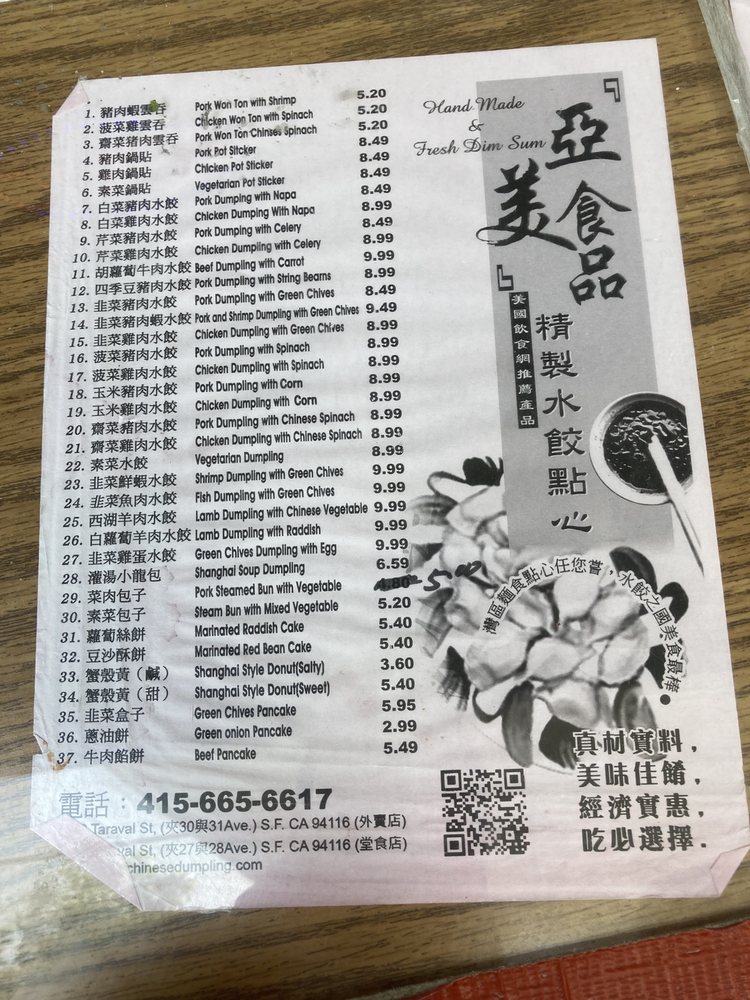 1. 豬肉蝦雲吞 Pork Won Ton with Shrimp 5.20
2. 菠菜雞雲吞 Chicken Won Ton with Spinach 5.20
3. 齋菜豬肉雲吞 Pork Won Ton Chinses Spinach 5.20
4. 豬肉鍋貼 Pork Pot Sticker 8.49
5. 雞肉鍋貼 Chicken Pot Sticker 8.49
6. 素菜鍋貼 Vegetarian Pot Sticker 8.49
7. 白菜豬肉水餃 Pork Dumping with Napa 8.49
8. 白菜雞肉水餃 Chicken Dumping With Napa 8.99
9. 芹菜豬肉水餃 Pork Dumping with Celery 8.49
10. 芹菜雞肉水餃 Chicken Dumpling with Celery 8.99
11. 胡蘿蔔牛肉水餃 Beef Dumpling with Carrot 9.99
12. 四季豆豬肉水餃 Pork Dumpling with String Bearns 8.99
13. 韭菜豬肉水餃 Pork Dumpling with Green Chives 8.49
14. 韭菜豬肉蝦水餃 Pork and Shrimp Dumpling with Green Chives 9.49
15. 韭菜雞肉水餃 Chicken Dumpling with Green Chives 8.99
16. 菠菜豬肉水餃 Pork Dumpling with Spinach 8.99
17. 菠菜雞肉水餃 Chicken Dumpling with Spinach 8.99
18. 玉米豬肉水餃 Pork Dumpling with Corn 8.99
19. 玉米雞肉水餃 Chicken Dumpling with Corn 8.99
20. 齋菜豬肉水餃 Pork Dumpling with Chinese Spinach 8.99
21. 齋菜雞肉水餃 Chicken Dumpling with Chinese Spinach 8.99
22. 素菜水餃 Vegetarian Dumpling 8.99
23. 韭菜鮮蝦水餃 Shrimp Dumpling with Green Chives 9.99
24. 韭菜魚肉水餃 Fish Dumpling with Green Chives 9.99
25. 西湖羊肉水餃 Lamb Dumpling with Chinese Vegetable 9.99
26. 白蘿蔔羊肉水餃 Lamb Dumpling with Raddish 9.99
27. 韭菜雞蛋水餃 Green Chives Dumpling with Egg 9.99
28. 灌湯小龍包 Shanghai Soup Dumpling 6.59
29. 菜肉包子 Pork Steamed Bun with Vegetable 4.80 5.00
30. 素菜包子 Steam Bun with Mixed Vegetable 5.20
31. 蘿蔔絲餅 Marinated Raddish Cake 5.40
32. 豆沙酥餅 Marinated Red Bean Cake 5.40
33. 蟹殼黃（鹹） Shanghai Style Donut(Salty) 3.60
34. 蟹殼黃（甜） Shanghai Style Donut(Sweet) 5.40
35. 韭菜盒子 Green Chives Pancake 5.95
36. 蔥油餅 Green onion Pancake 2.99
37. 牛肉餡餅 Beef Pancake 5.49
電話：415-665-6617
Taraval St, (夾30與31Ave.) S.F. CA 94116 (外賣店)
St, (夾27與28Ave.) S.F. CA 94116 (堂食店)
chinesedumpling.com
Hand Made
&
Fresh Dim Sum
『亞美食品』
美國飲食網推薦產品
精製水餃點心
灣區麵食點心任您嘗，水餃之國美食最棒。
真材實料，
美味佳餚，
經濟實惠，
吃必選擇．